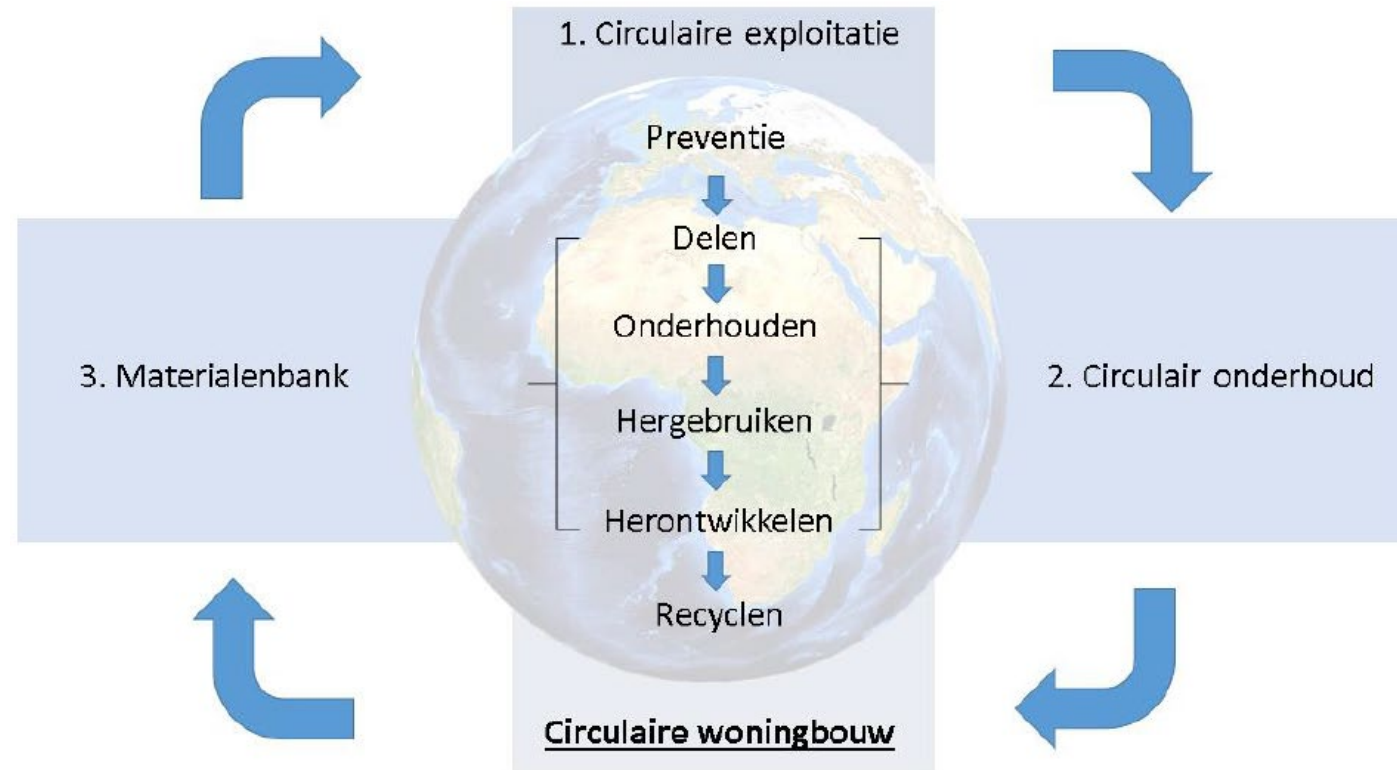 1. Circulaire exploitatie
Preventie
Delen
Onderhouden
3. Materialenbank
2. Circulair onderhoud
Hergebruiken
Herontwikkelen
Recyclen
Circulaire woningbouw